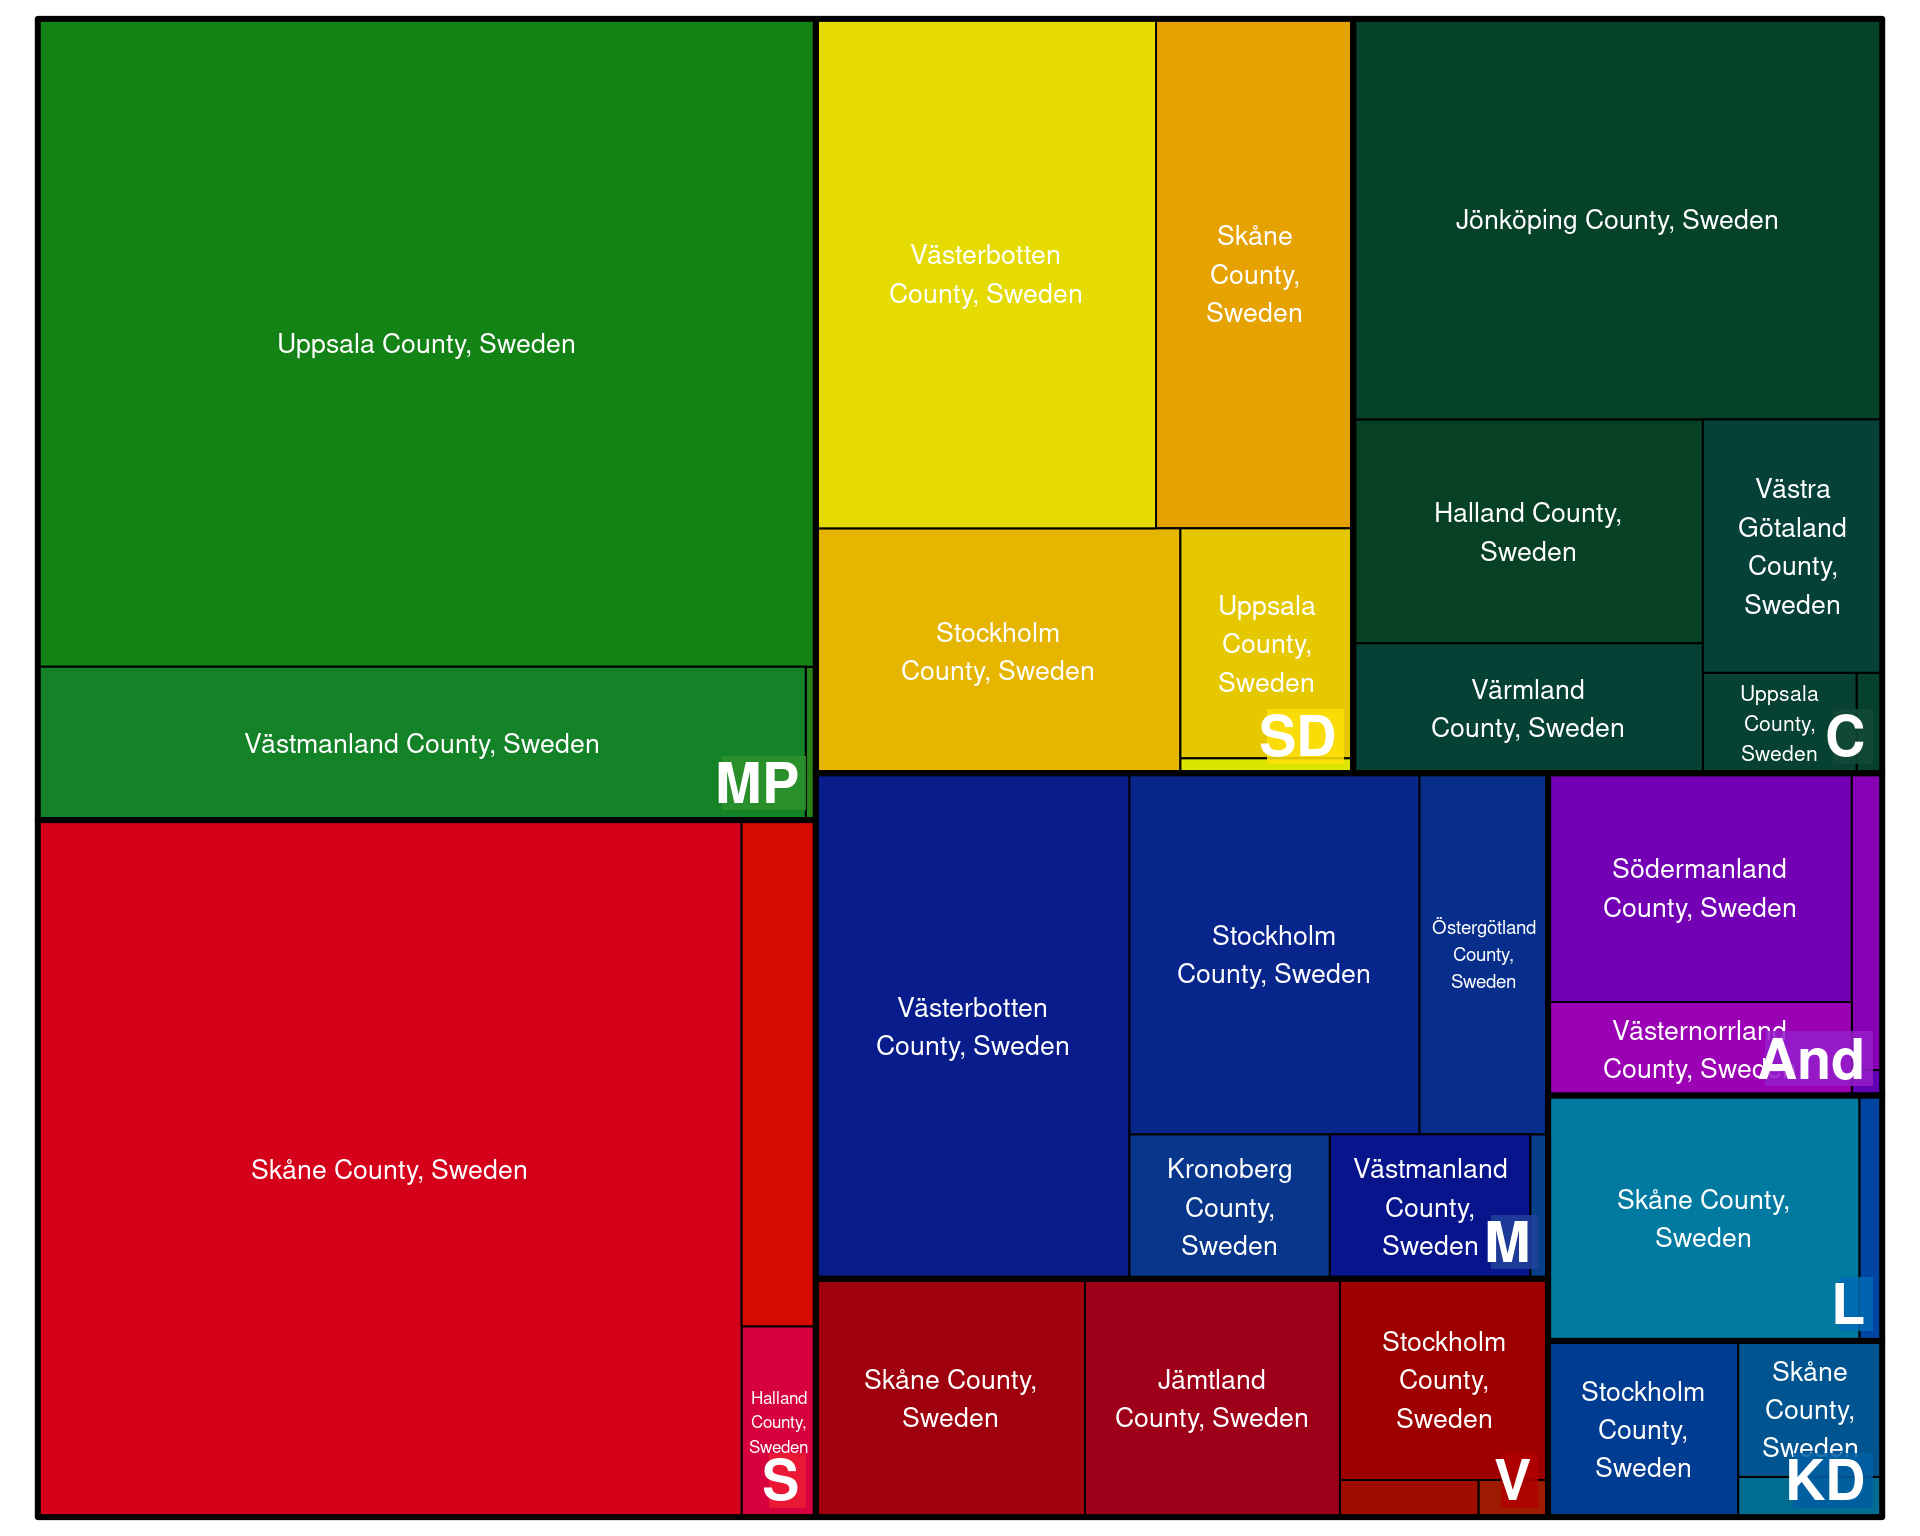 Uppsala County, Sweden
Västmanland County, Sweden
MP
Skåne County, Sweden
Halland
County,
Sweden
S
Västerbotten
County, Sweden
Skåne
County,
Sweden
Stockholm
County, Sweden
Uppsala
County,
Sweden
SD
Jönköping County, Sweden
Halland County,
Sweden
Västra
Götaland
County,
Sweden
Värmland
County, Sweden
Uppsala
County,
Sweden
C
Västerbotten
County, Sweden
Stockholm
County, Sweden
Östergötland
County,
Sweden
Kronoberg
County,
Sweden
Västmanland
County,
Sweden
M
Södermanland
County, Sweden
Västernorrland
County, Sweden
And
Skåne County,
Sweden
L
Skåne County,
Sweden
Jämtland
County, Sweden
Stockholm
County,
Sweden
V
Stockholm
County,
Sweden
Skåne
County,
Sweden
KD